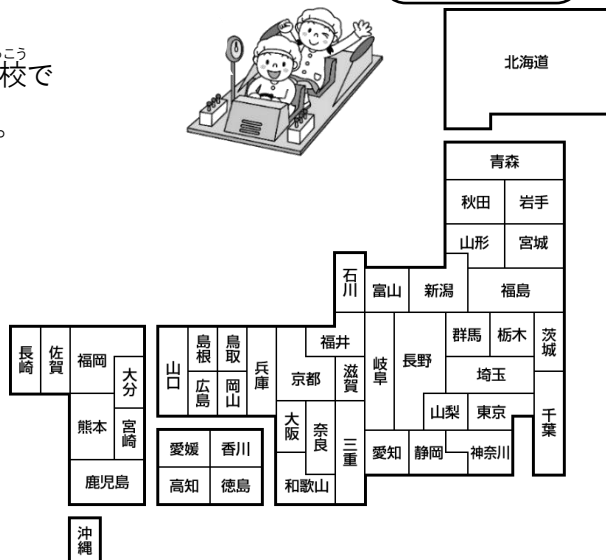 こう
校で
。
北海道
青森
秋田 岩手
山形 宮城
石川 富山 新潟 福島
福井 岐阜 長野 群馬 栃木 茨城
長崎 佐賀 福岡 大分 山口 島根 鳥取 兵庫 京都 滋賀 埼玉
広島 岡山
熊本 宮崎 大阪 奈良 三重 山梨 東京 千葉
愛媛 香川 愛知 静岡 神奈川
鹿児島 高知 徳島 和歌山
沖縄